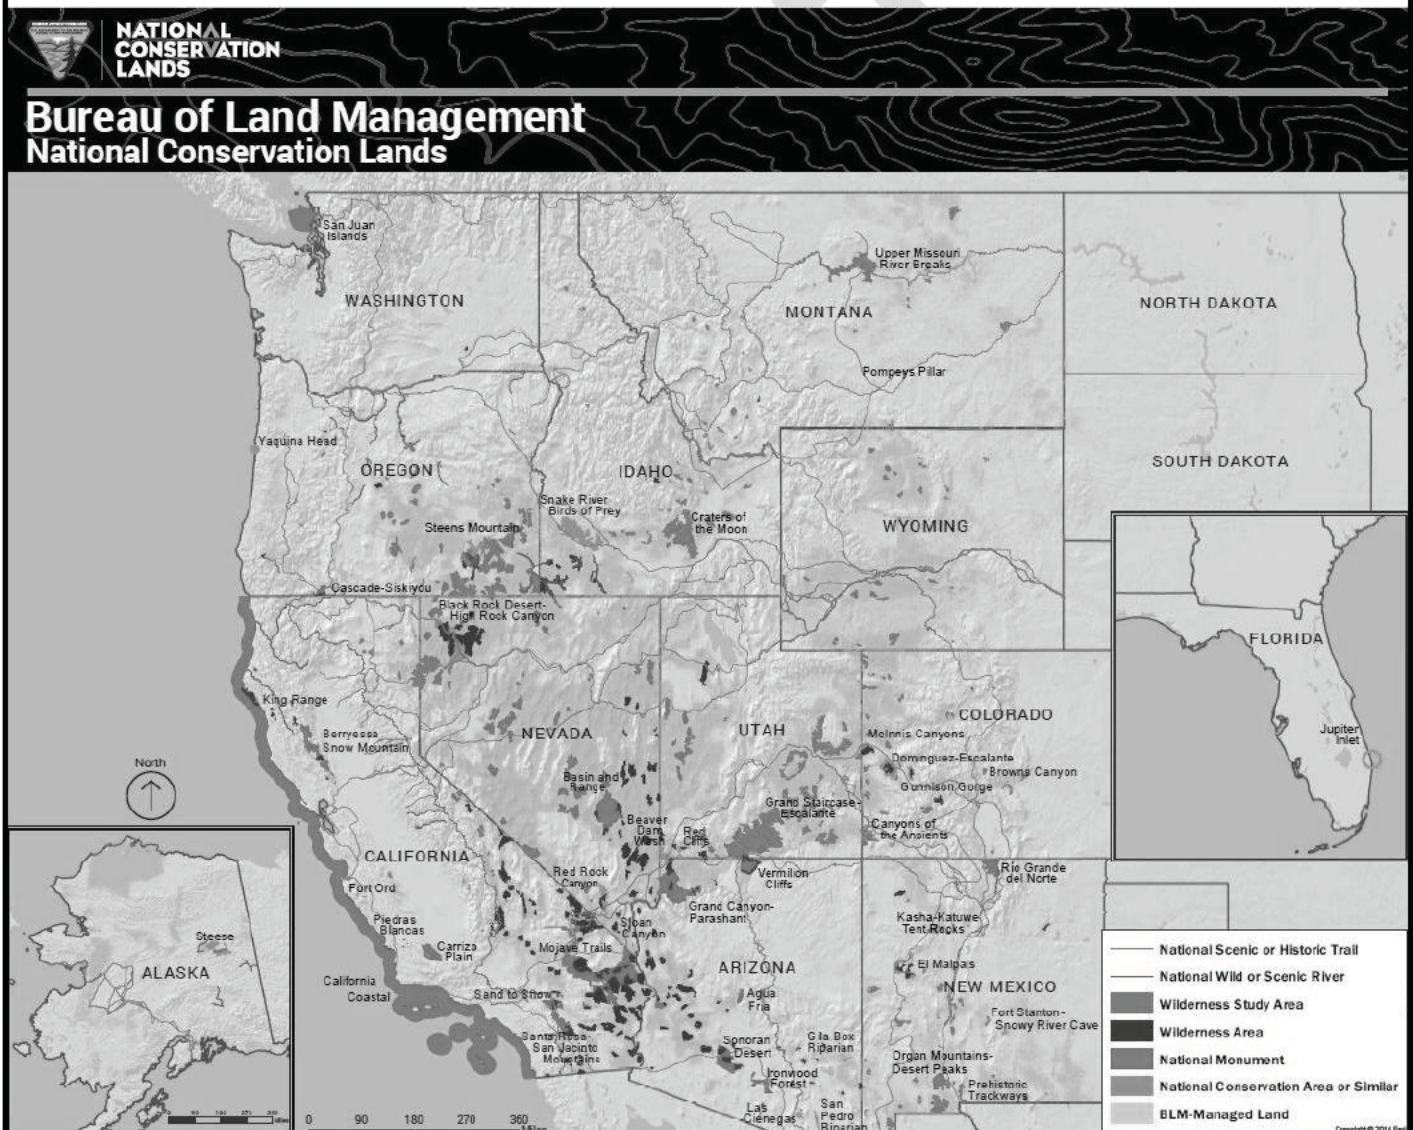 NATIONAL
CONSERVATION
LANDS
Bureau of Land Management
National Conservation Lands
San Juan
Islands
WASHINGTON
Upper Missouri
River Breaks
MONTANA
NORTH DAKOTA
Pompeys Pillar
Yaquina Head
OREGON
IDAHO
SOUTH DAKOTA
Snake River
Birds of Prey
Craters of
the Moon
Steens Mountain
WYOMING
Cascade-Siskiyou
Black Rock Desert-
High Rock Canyon
FLORIDA
King Range
Berryessa
Snow Mountain
NEVADA
UTAH
COLORADO
McInnis Canyons
Dominguez-Escalante
Browns Canyon
Gunnison Gorge
Jupiter
Inlet
North
Basin and
Range
Grand Staircase-
Escalante
Beaver
Dam
Wash
Red
Cliffs
Canyons of
the Ancients
CALIFORNIA
Red Rock
Canyon
Vermilion
Cliffs
Rio Grande
del Norte
Fort Ord
Grand Canyon-
Parashant
Piedras
Blancas
Sloan
Canyon
Kasha-Katuwe
Tent Rocks
Steese
Carrizo
Plain
Mojave Trails
ALASKA
ARIZONA
El Malpais
California
Coastal
Sand to Snow
Agua
Fria
NEW MEXICO
Fort Stanton-
Snowy River Cave
Santa Rosa-
San Jacinto
Mountains
Sonoran
Desert
Gila Box
Riparian
Organ Mountains-
Desert Peaks
Ironwood
Forest
Prehistoric
Trackways
Las
Cienegas
San
Pedro
Riparian
0 90 180 270 360
Miles
National Scenic or Historic Trail
National Wild or Scenic River
Wilderness Study Area
Wilderness Area
National Monument
National Conservation Area or Similar
BLM-Managed Land